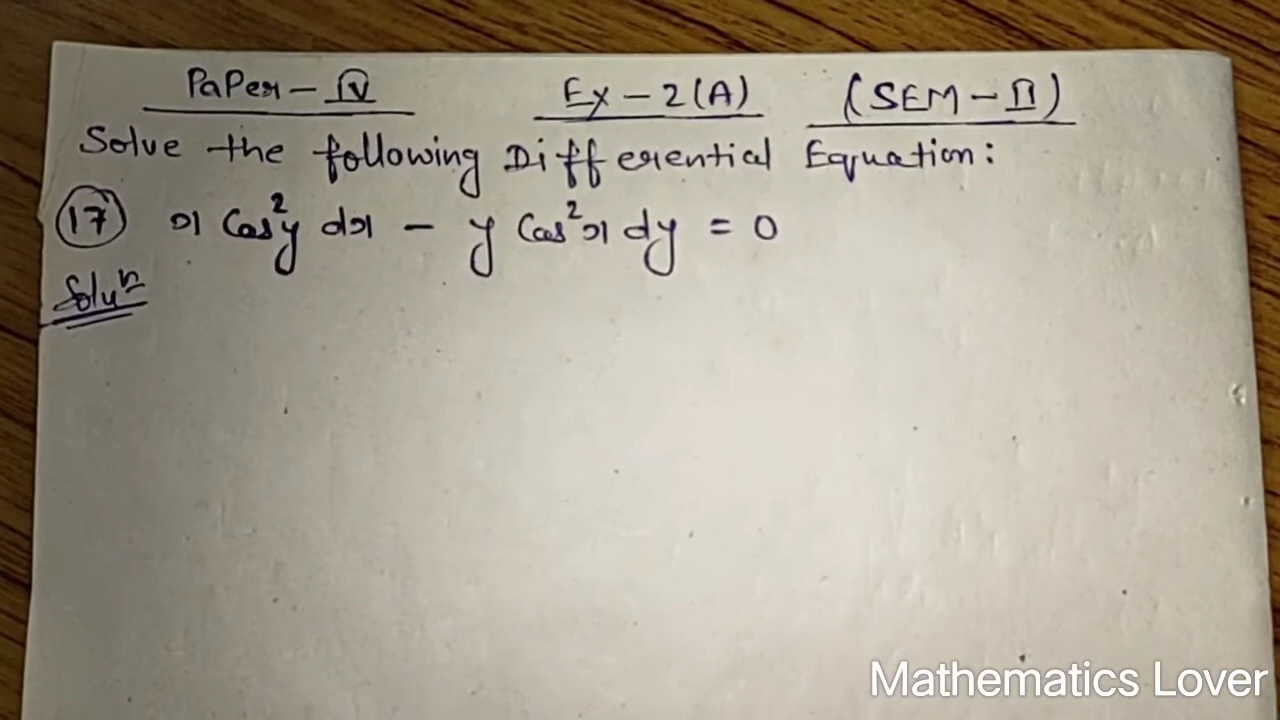 Paper - IV Ex - 2(A) (SEM - II)
Solve the following Differential Equation:
17 x Cos²y dx - y Cos²x dy = 0
Soluⁿ
Mathematics Lover